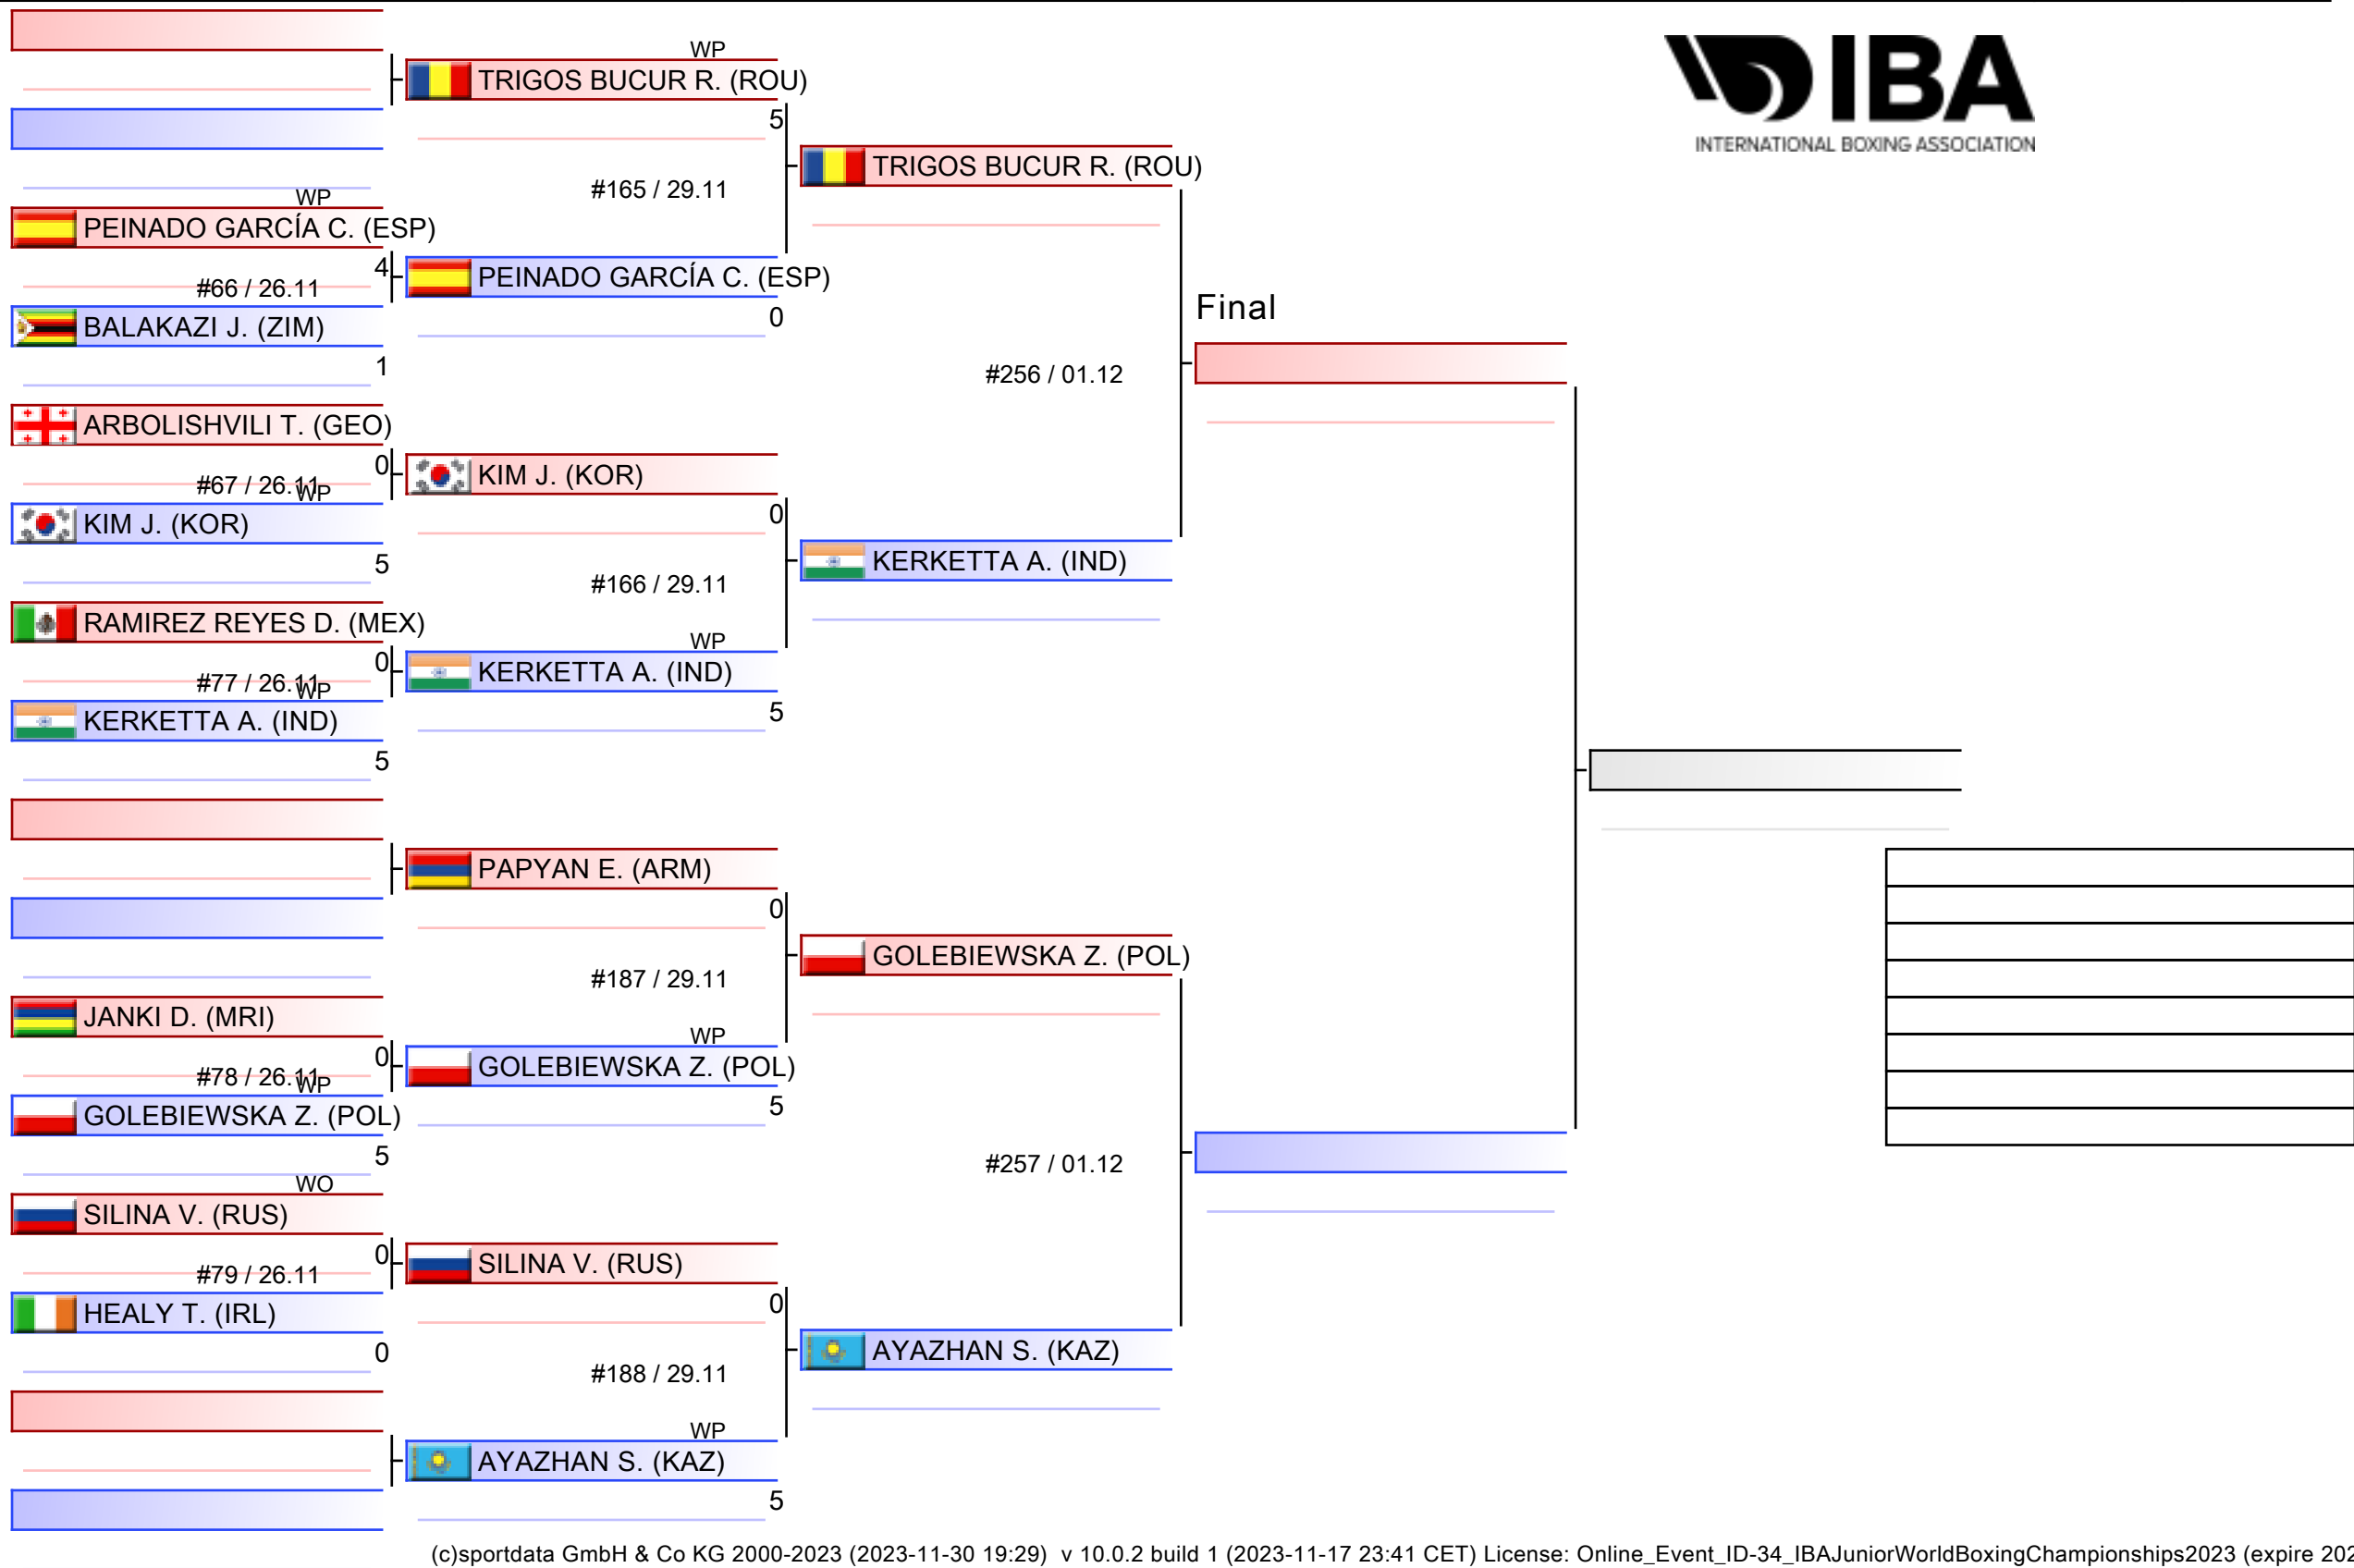 WP
TRIGOS BUCUR R. (ROU)
5
IBA
INTERNATIONAL BOXING ASSOCIATION
TRIGOS BUCUR R. (ROU)
#165 / 29.11
WP
PEINADO GARCÍA C. (ESP)
4
PEINADO GARCÍA C. (ESP)
#66 / 26.11
0
BALAKAZI J. (ZIM)
1
Final
#256 / 01.12
ARBOLISHVILI T. (GEO)
0
KIM J. (KOR)
#67 / 26.11
WP
0
KIM J. (KOR)
5
KERKETTA A. (IND)
#166 / 29.11
RAMIREZ REYES D. (MEX)
WP
0
KERKETTA A. (IND)
#77 / 26.11
WP
5
KERKETTA A. (IND)
5
PAPYAN E. (ARM)
0
GOLEBIEWSKA Z. (POL)
#187 / 29.11
JANKI D. (MRI)
WP
0
GOLEBIEWSKA Z. (POL)
#78 / 26.11
WP
5
GOLEBIEWSKA Z. (POL)
5
#257 / 01.12
WO
SILINA V. (RUS)
0
SILINA V. (RUS)
#79 / 26.11
0
HEALY T. (IRL)
0
AYAZHAN S. (KAZ)
#188 / 29.11
WP
AYAZHAN S. (KAZ)
5
(c)sportdata GmbH & Co KG 2000-2023 (2023-11-30 19:29) v 10.0.2 build 1 (2023-11-17 23:41 CET) License: Online_Event_ID-34_IBAJuniorWorldBoxingChampionships2023 (expire 202